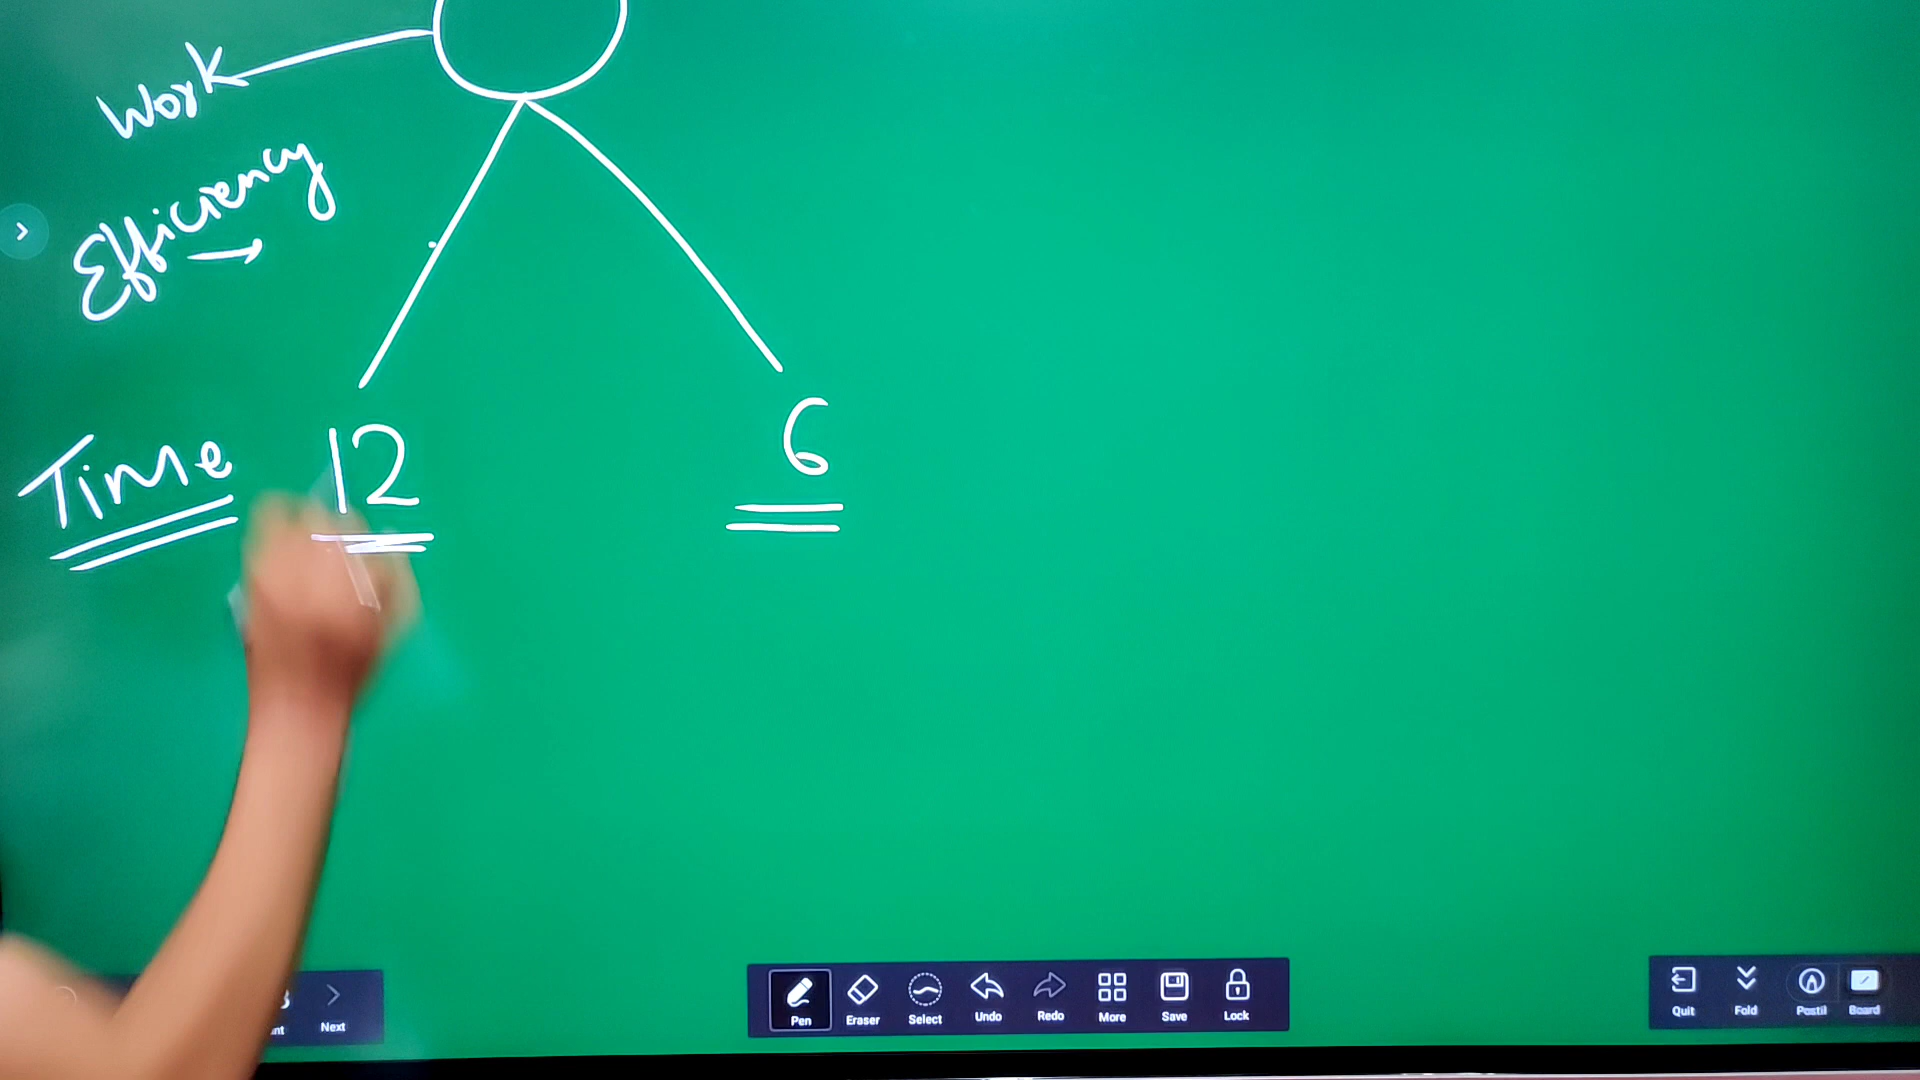 Work
Efficiency →
Time 12 6
Next
Pen Eraser Select Undo Redo More Save Lock
Quit Fold Postil Board